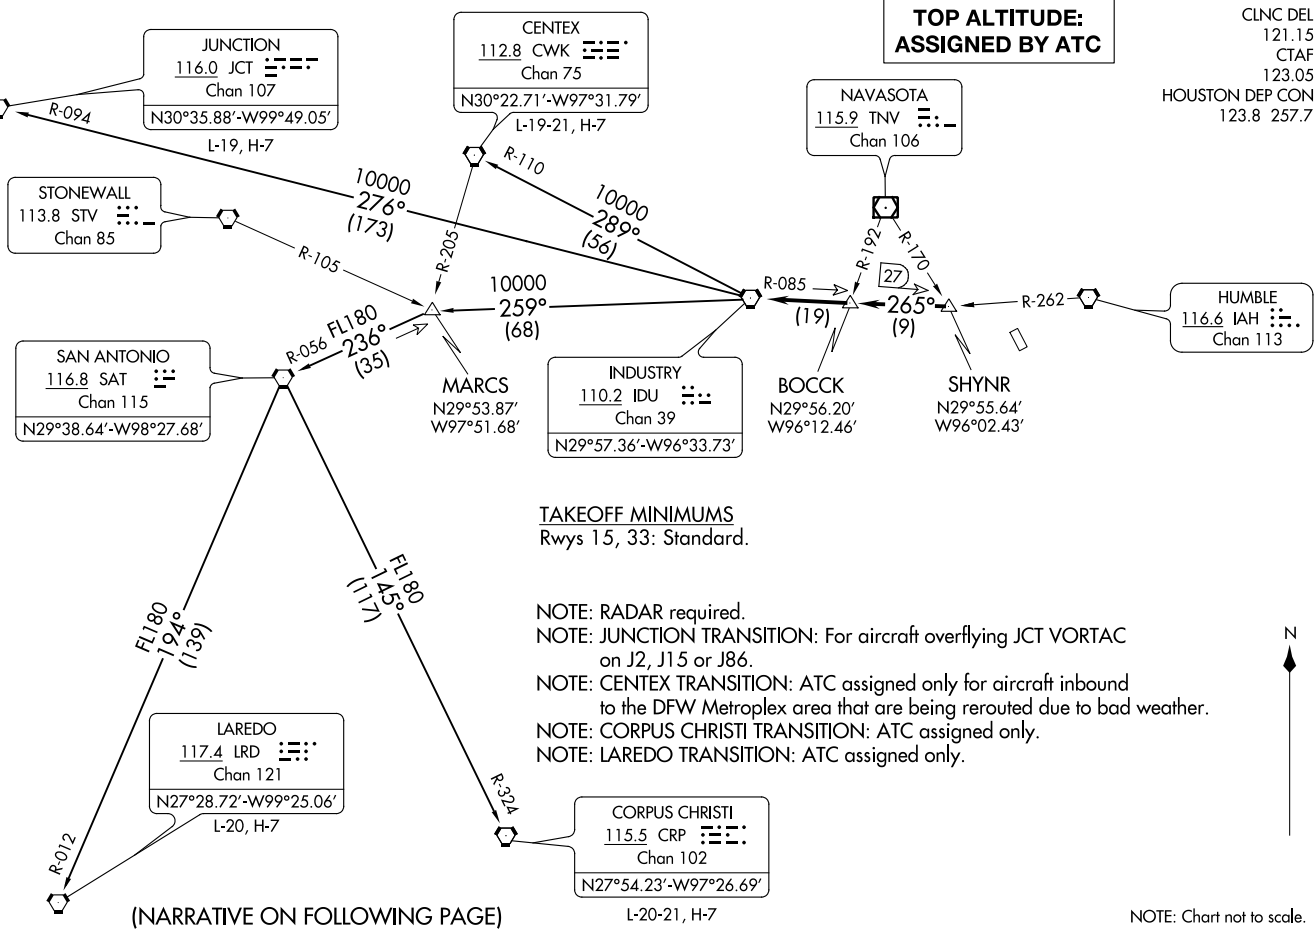 TOP ALTITUDE:
ASSIGNED BY ATC
CLNC DEL
121.15
CTAF
123.05
HOUSTON DEP CON
123.8 257.7
JUNCTION
116.0 JCT
Chan 107
N30°35.88'-W99°49.05'
L-19, H-7
CENTEX
112.8 CWK
Chan 75
N30°22.71'-W97°31.79'
L-19-21, H-7
NAVASOTA
115.9 TNV
Chan 106
STONEWALL
113.8 STV
Chan 85
R-094
10000
276°
(173)
R-110
10000
289°
(56)
R-105
R-205
10000
259°
(68)
R-085
(19)
R-192
R-170
27
265°
(9)
R-262
HUMBLE
116.6 IAH
Chan 113
SAN ANTONIO
116.8 SAT
Chan 115
N29°38.64'-W98°27.68'
R-056
FL180
236°
(35)
MARCS
N29°53.87'
W97°51.68'
INDUSTRY
110.2 IDU
Chan 39
N29°57.36'-W96°33.73'
BOCCK
N29°56.20'
W96°12.46'
SHYNR
N29°55.64'
W96°02.43'
TAKEOFF MINIMUMS
Rwys 15, 33: Standard.
FL180
194°
(139)
FL180
145°
(117)
NOTE: RADAR required.
NOTE: JUNCTION TRANSITION: For aircraft overflying JCT VORTAC
on J2, J15 or J86.
NOTE: CENTEX TRANSITION: ATC assigned only for aircraft inbound
to the DFW Metroplex area that are being rerouted due to bad weather.
NOTE: CORPUS CHRISTI TRANSITION: ATC assigned only.
NOTE: LAREDO TRANSITION: ATC assigned only.
N
LAREDO
117.4 LRD
Chan 121
N27°28.72'-W99°25.06'
L-20, H-7
R-012
R-324
CORPUS CHRISTI
115.5 CRP
Chan 102
N27°54.23'-W97°26.69'
L-20-21, H-7
(NARRATIVE ON FOLLOWING PAGE)
NOTE: Chart not to scale.